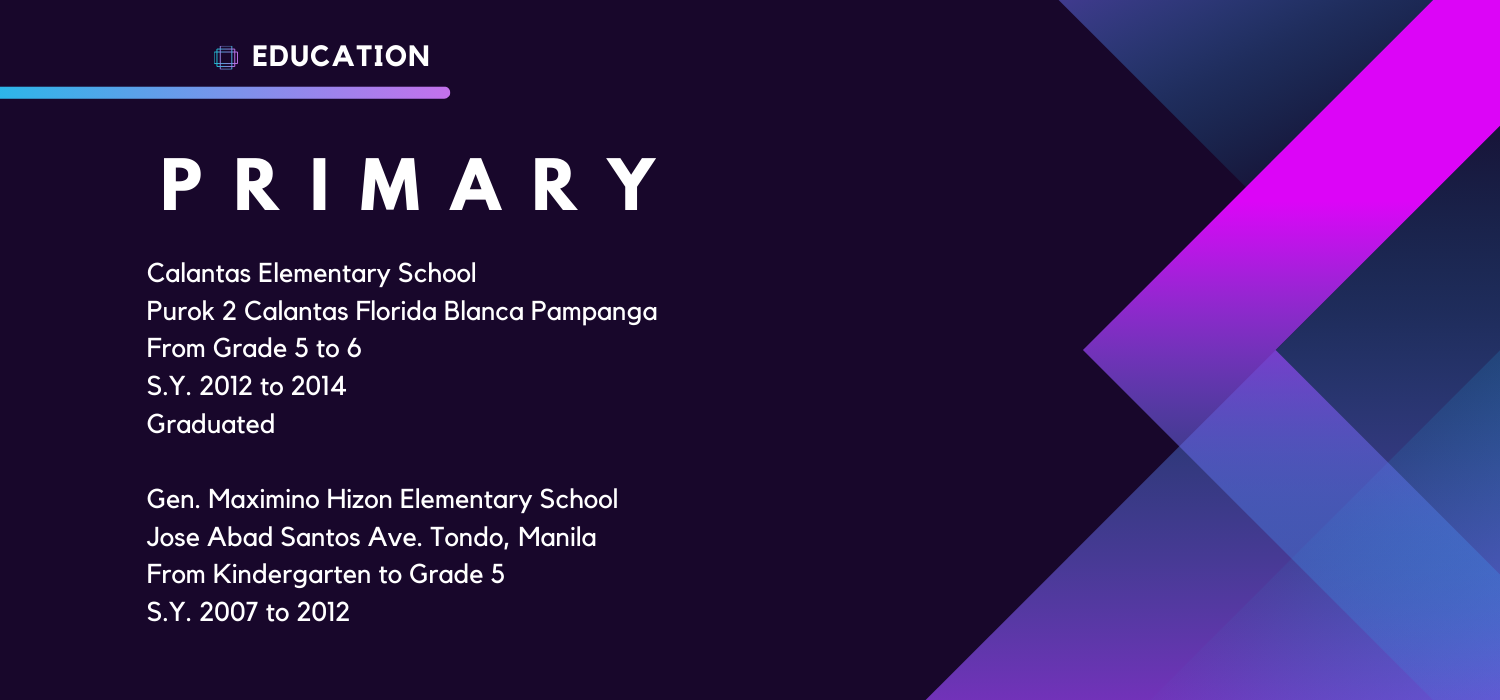 EDUCATION
PRIMARY
Calantas Elementary School
Purok 2 Calantas Florida Blanca Pampanga
From Grade 5 to 6
S.Y. 2012 to 2014
Graduated
Gen. Maximino Hizon Elementary School
Jose Abad Santos Ave. Tondo, Manila
From Kindergarten to Grade 5
S.Y. 2007 to 2012